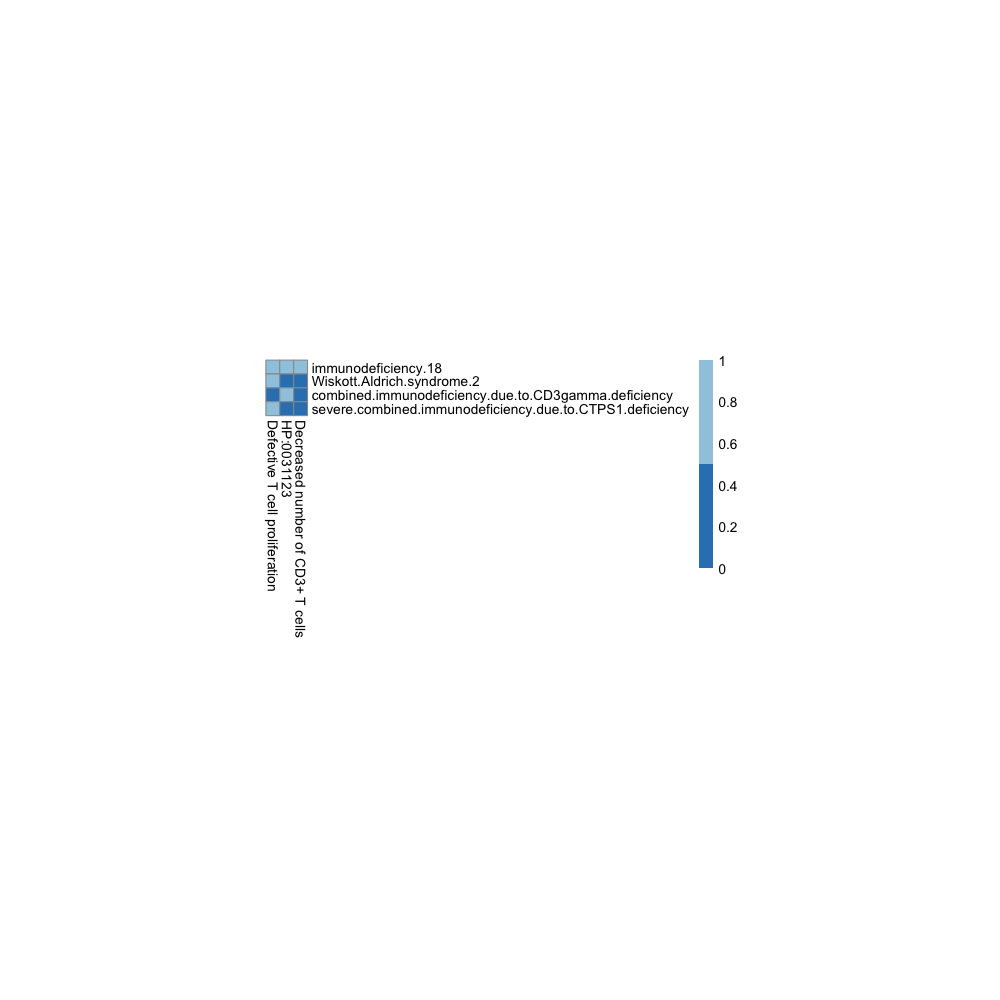 immunodeficiency.18
Wiskott.Aldrich.syndrome.2
combined.immunodeficiency.due.to.CD3gamma.deficiency
severe.combined.immunodeficiency.due.to.CTPS1.deficiency
Defective T cell proliferation
HP:0031123
Decreased number of CD3+ T cells
1
0.8
0.6
0.4
0.2
0